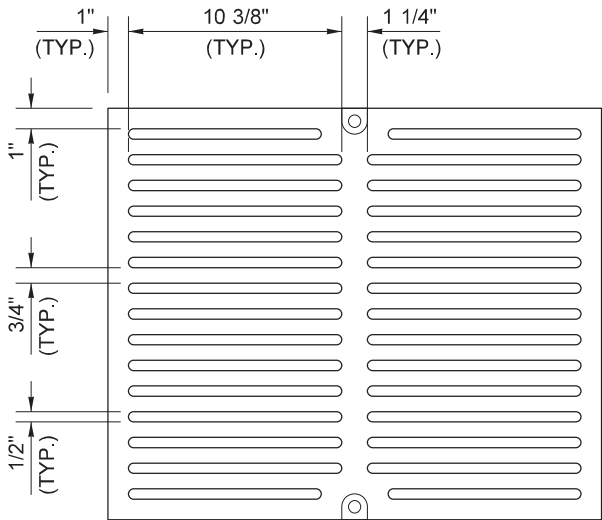 1" 10 3/8" 1 1/4"
(TYP.) (TYP.) (TYP.)
1"
(TYP.)
3/4"
(TYP.)
1/2"
(TYP.)